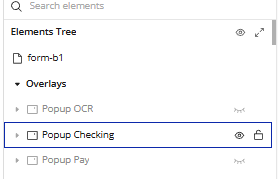 Search elements
Elements Tree
form-b1
Overlays
Popup OCR
Popup Checking
Popup Pay